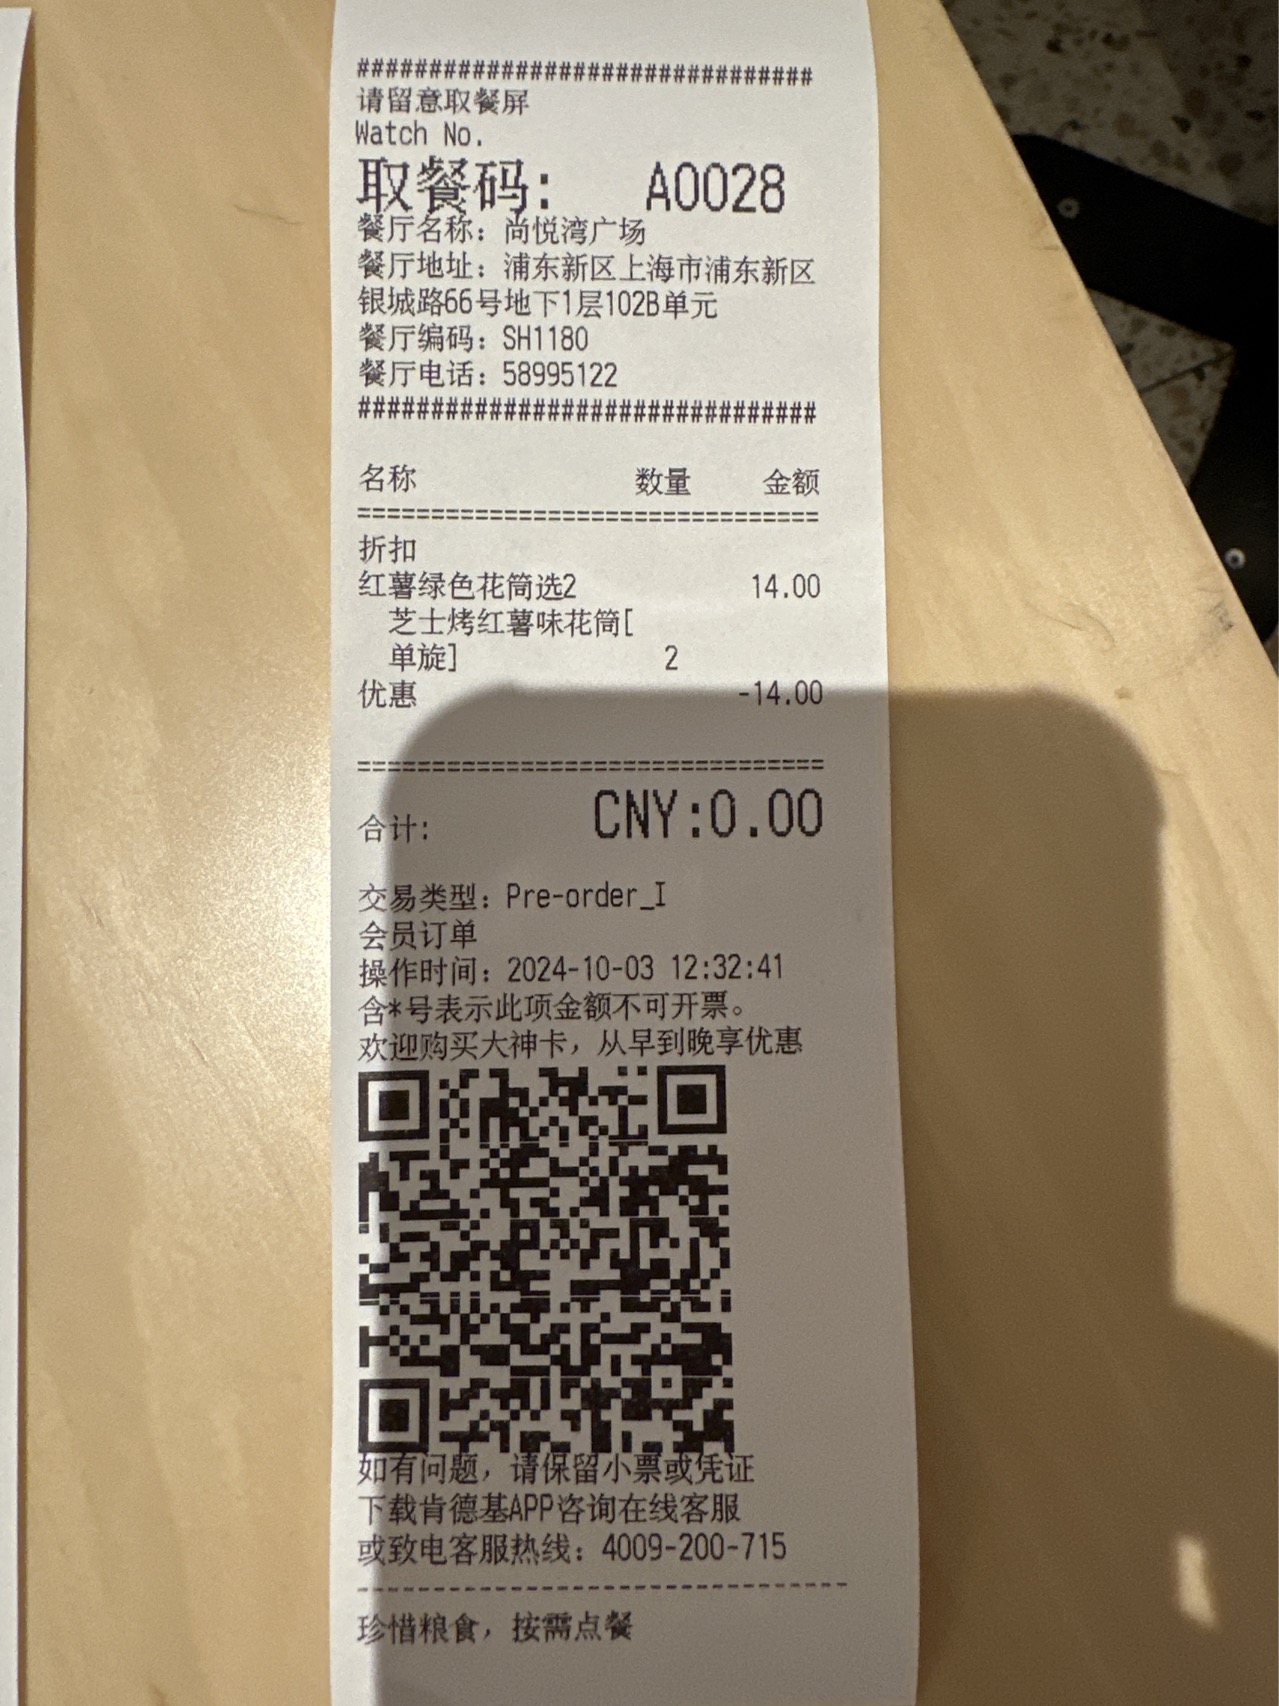 ################################
请留意取餐屏
Watch No.
取餐码: A0028
餐厅名称: 尚悦湾广场
餐厅地址: 浦东新区上海市浦东新区
银城路66号地下1层102B单元
餐厅编码: SH1180
餐厅电话: 58995122
################################
名称 数量 金额
================================
折扣
红薯绿色花筒选2 14.00
芝士烤红薯味花筒[
单旋] 2
优惠 -14.00
================================
合计: CNY:0.00
交易类型: Pre-order_I
会员订单
操作时间: 2024-10-03 12:32:41
含*号表示此项金额不可开票。
欢迎购买大神卡, 从早到晚享优惠
如有问题, 请保留小票或凭证
下载肯德基APP咨询在线客服
或致电客服热线: 4009-200-715
--------------------------------
珍惜粮食, 按需点餐